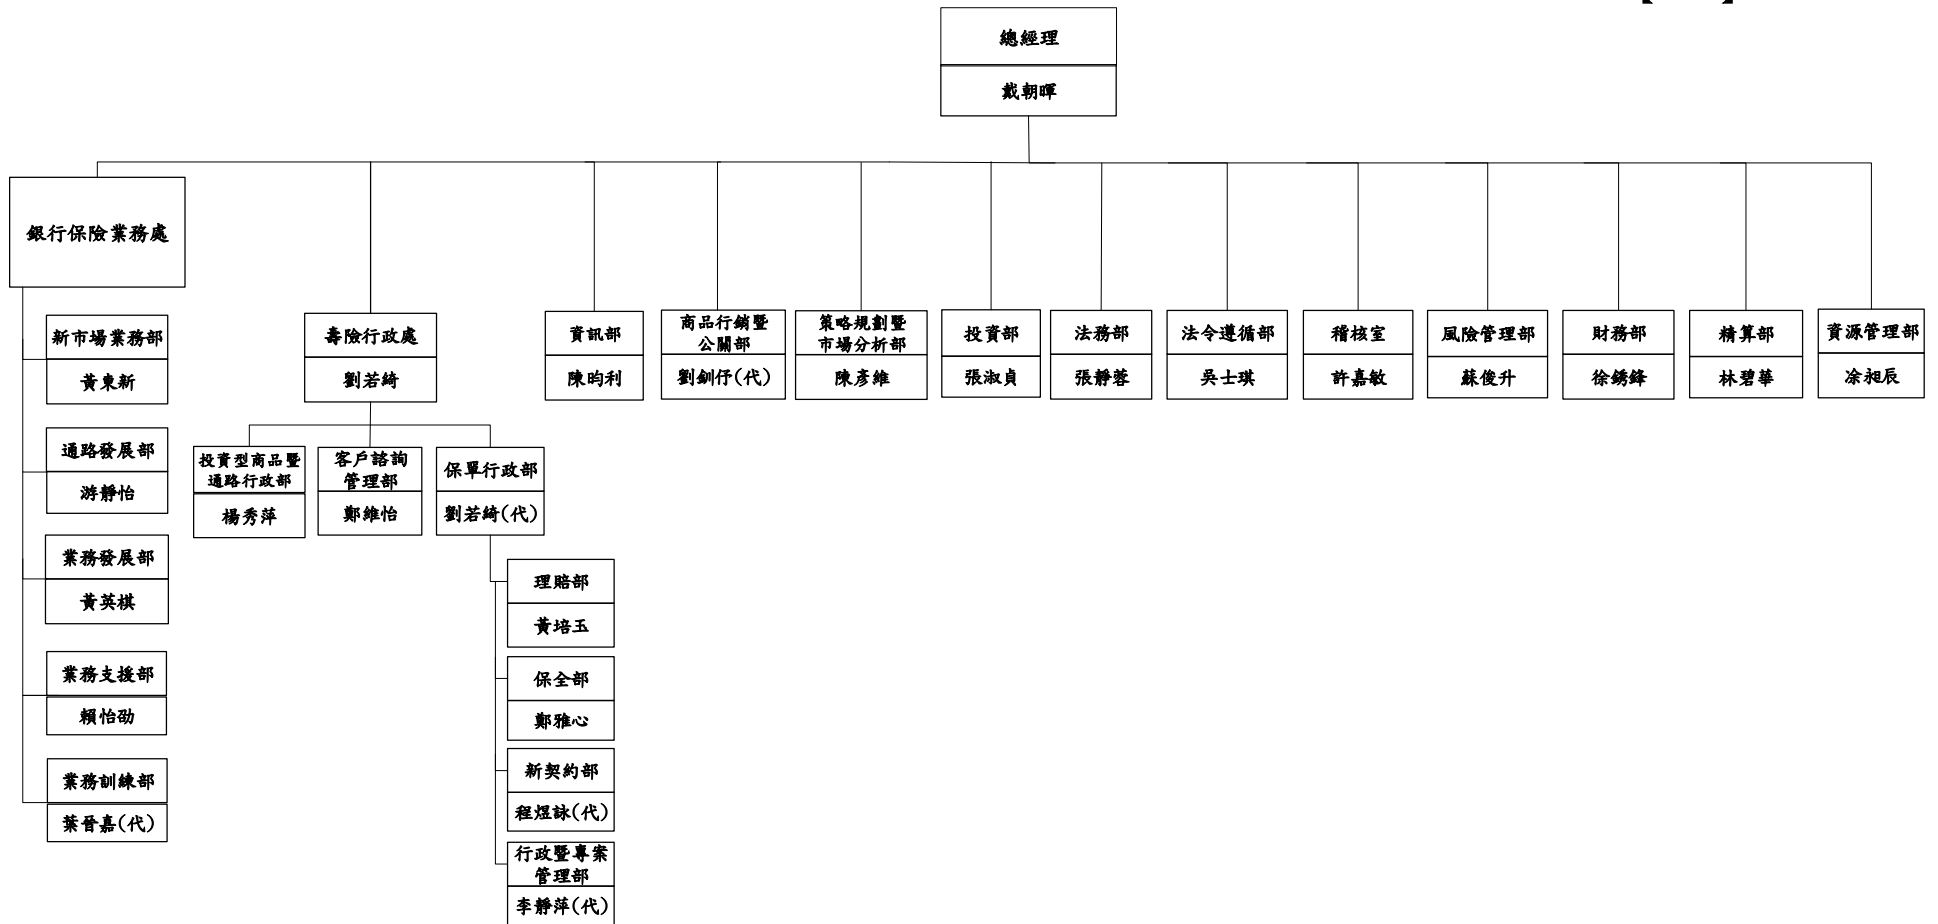 總經理
戴朝暉
銀行保險業務處
新市場業務部
黃東新
通路發展部
游靜怡
業務發展部
黃英棋
業務支援部
賴怡劭
業務訓練部
葉晉嘉(代)
壽險行政處
劉若綺
投資型商品暨
通路行政部
楊秀萍
客戶諮詢
管理部
鄭維怡
保單行政部
劉若綺(代)
理賠部
黃培玉
保全部
鄭雅心
新契約部
程煜詠(代)
行政暨專案
管理部
李靜萍(代)
資訊部
陳昀利
商品行銷暨
公關部
劉釧伃(代)
策略規劃暨
市場分析部
陳彥維
投資部
張淑貞
法務部
張靜蓉
法令遵循部
吳士琪
稽核室
許嘉敏
風險管理部
蘇俊升
財務部
徐銹鋒
精算部
林碧華
資源管理部
凃昶辰